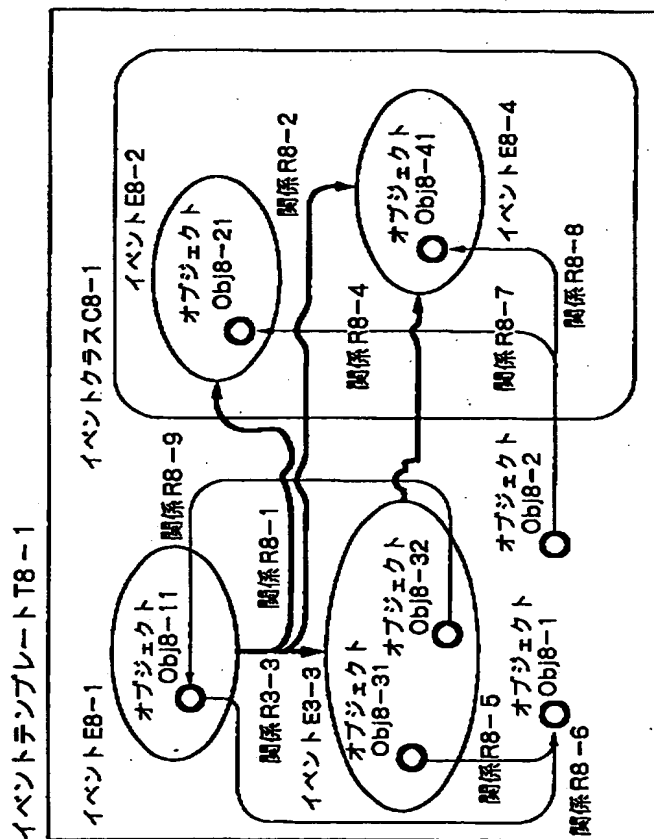 イベントテンプレートT8-1
イベントE8-1
オブジェクト
Obj8-11
関係R8-9
関係R8-1
関係R3-3
イベントE3-3
オブジェクト
Obj8-31
オブジェクト
Obj8-32
関係R8-5
オブジェクト
Obj8-1
関係R8-6
オブジェクト
Obj8-2
イベントクラスC8-1
イベントE8-2
オブジェクト
Obj8-21
関係R8-2
関係R8-4
オブジェクト
Obj8-41
イベントE8-4
関係R8-7
関係R8-8